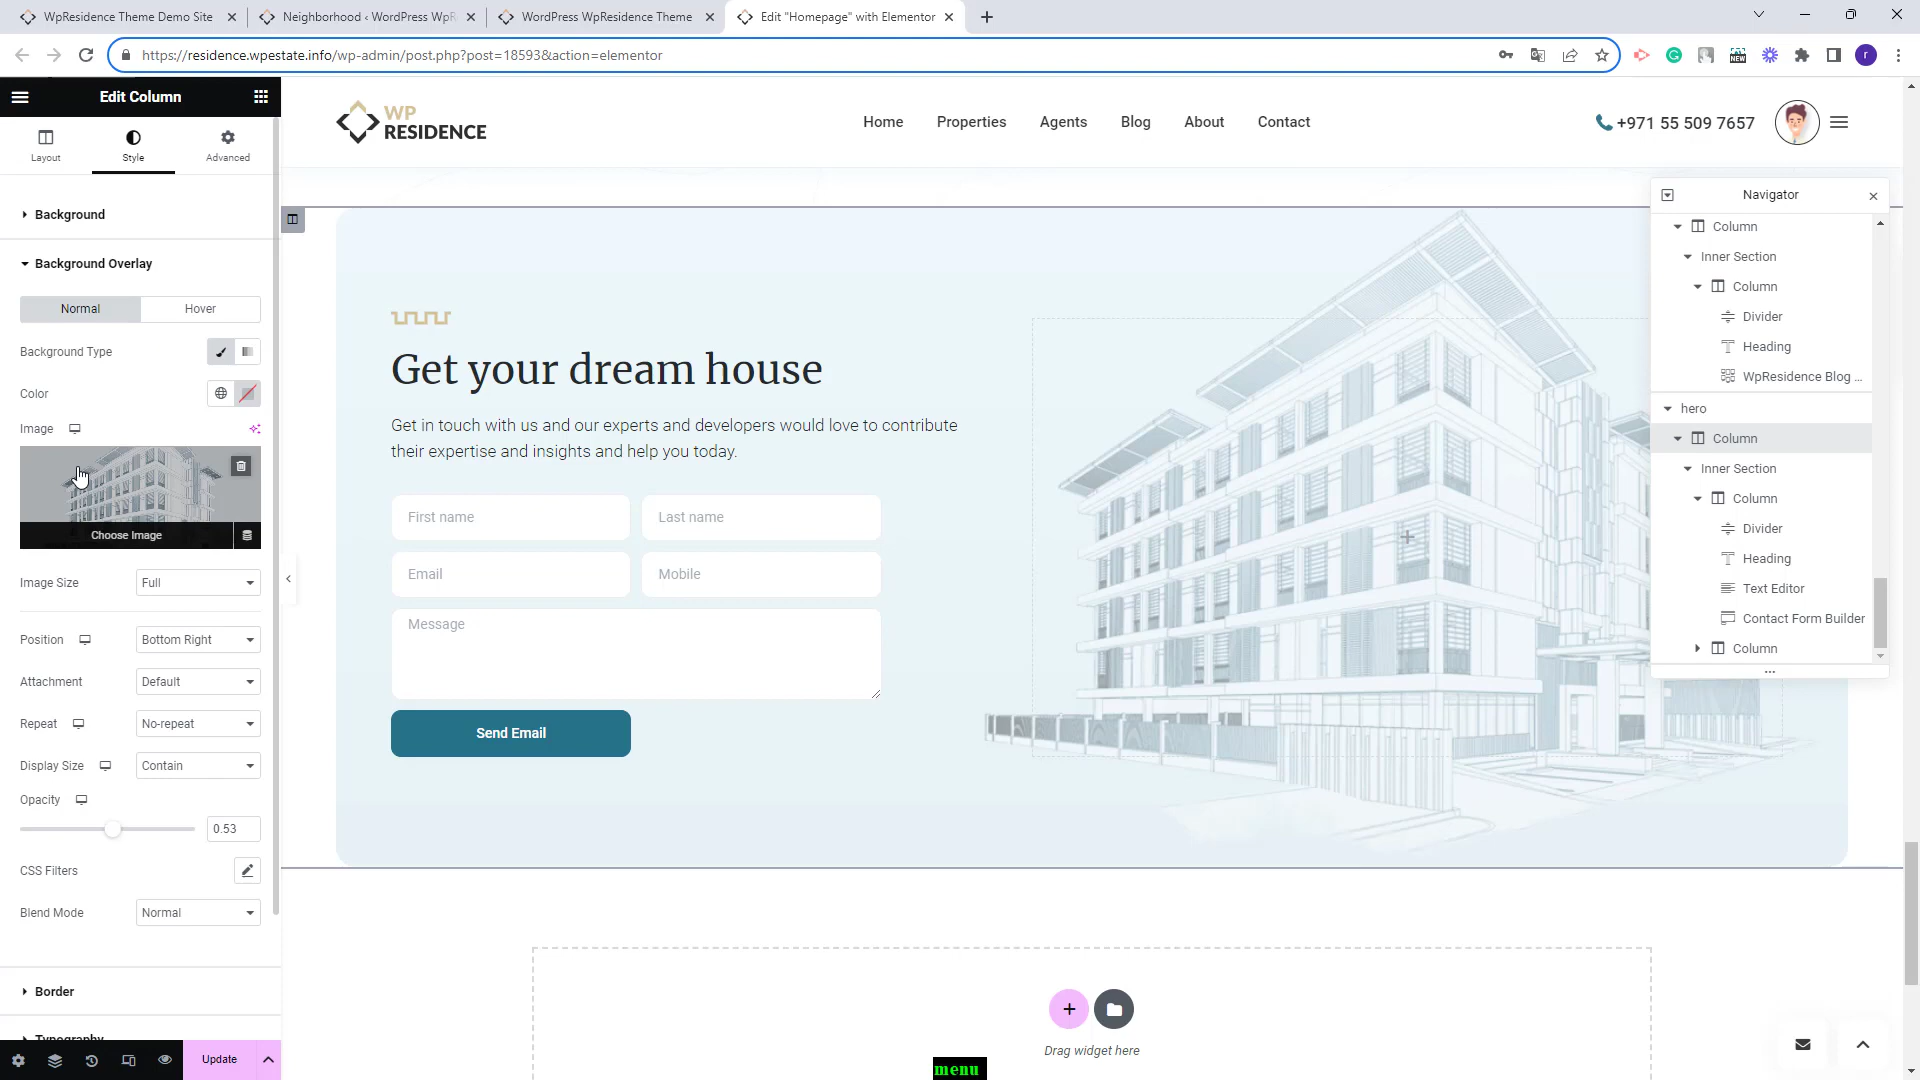 WpResidence Theme Demo Site
Neighborhood ‹ WordPress WpR
WordPress WpResidence Theme
Edit "Homepage" with Elementor
https://residence.wpestate.info/wp-admin/post.php?post=18593&action=elementor
NEW
r
Edit Column
Layout
Style
Advanced
Background
Background Overlay
Normal
Hover
Background Type
Color
Image
Choose Image
Image Size
Full
Position
Bottom Right
Attachment
Default
Repeat
No-repeat
Display Size
Contain
Opacity
0.53
CSS Filters
Blend Mode
Normal
Border
Typography
Update
WP
RESIDENCE
Home
Properties
Agents
Blog
About
Contact
+971 55 509 7657
Get your dream house
Get in touch with us and our experts and developers would love to contribute
their expertise and insights and help you today.
First name
Last name
Email
Mobile
Message
Send Email
Drag widget here
menu
Navigator
Column
Inner Section
Column
Divider
Heading
WpResidence Blog ...
hero
Column
Inner Section
Column
Divider
Heading
Text Editor
Contact Form Builder
Column